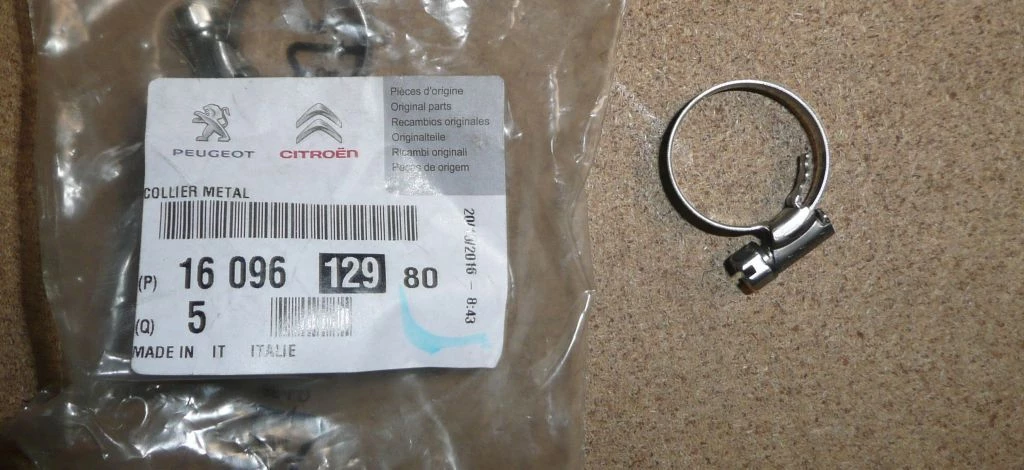 PEUGEOT
CITROËN
Pièces d'origine
Original parts
Recambios originales
Originalteile
Ricambi originali
Peças de origem
COLLIER METAL
(P) 16 096 129 80
(Q) 5
MADE IN IT ITALIE
2016 - 8:43